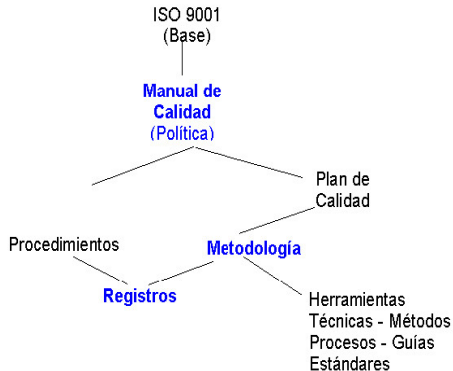 ISO 9001
(Base)
Manual de
Calidad
(Política)
Plan de
Calidad
Procedimientos
Metodología
Registros
Herramientas
Técnicas - Métodos
Procesos - Guías
Estándares